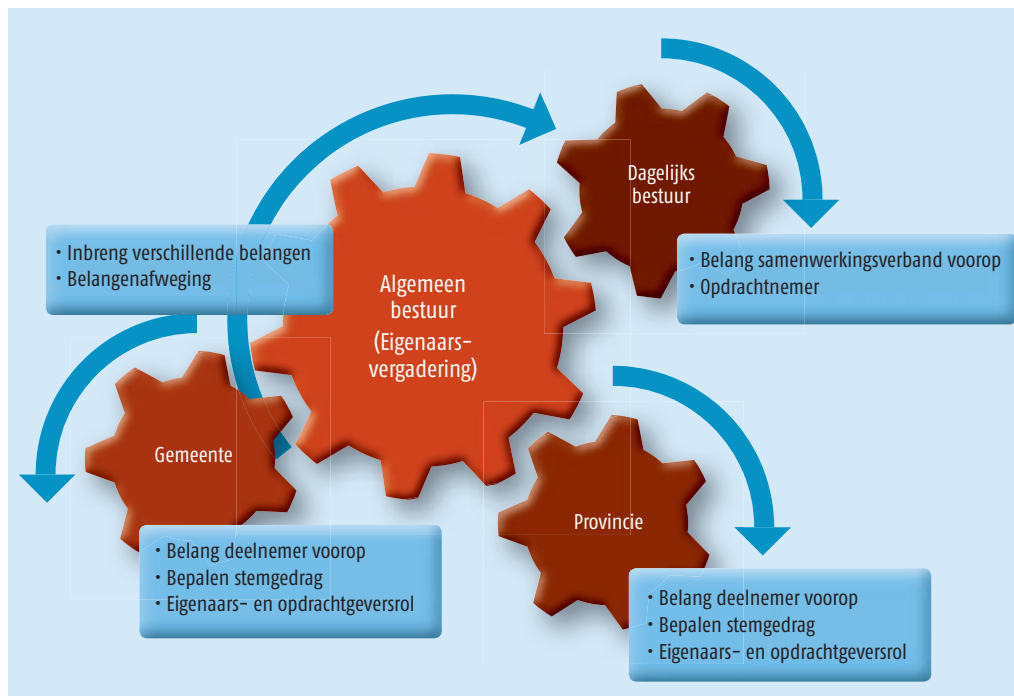 Dagelijks
bestuur
• Inbreng verschillende belangen
• Belangenafweging
• Belang samenwerkingsverband voorop
• Opdrachtnemer
Algemeen
bestuur
(Eigenaars-
vergadering)
Gemeente
Provincie
• Belang deelnemer voorop
• Bepalen stemgedrag
• Eigenaars- en opdrachtgeversrol
• Belang deelnemer voorop
• Bepalen stemgedrag
• Eigenaars- en opdrachtgeversrol